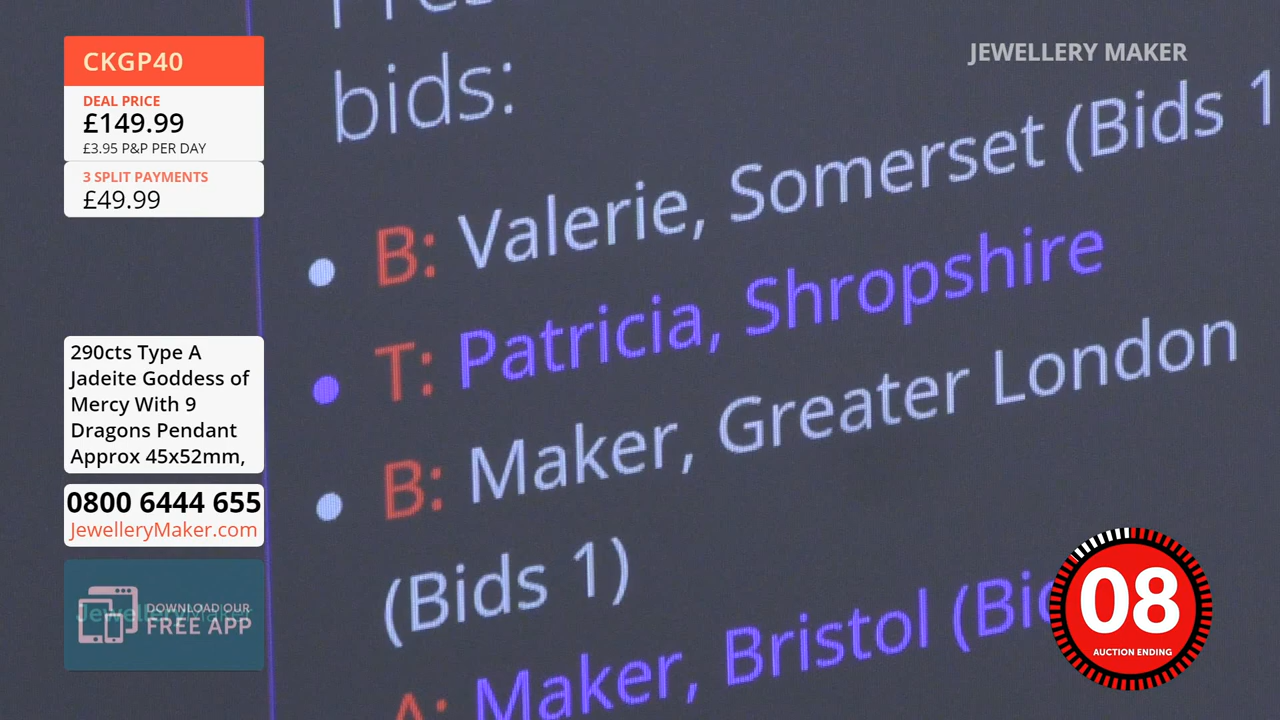 CKGP40
DEAL PRICE
£149.99
£3.95 P&P PER DAY
3 SPLIT PAYMENTS
£49.99
290cts Type A
Jadeite Goddess of
Mercy With 9
Dragons Pendant
Approx 45x52mm,
0800 6444 655
JewelleryMaker.com
DOWNLOAD OUR
FREE APP
JewelleryMaker
JEWELLERY MAKER
bids:
B: Valerie, Somerset (Bids 1
T: Patricia, Shropshire
B: Maker, Greater London
(Bids 1)
A: Maker, Bristol
08
AUCTION ENDING